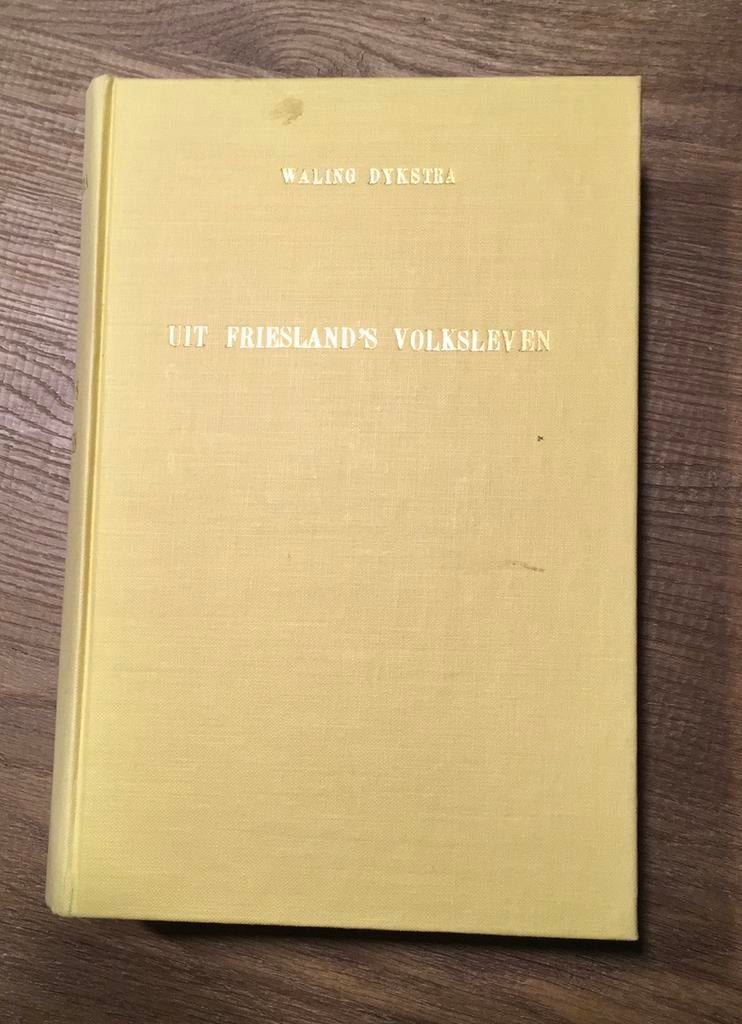 WALING DYKSTRA
UIT FRIESLAND'S VOLKSLEVEN